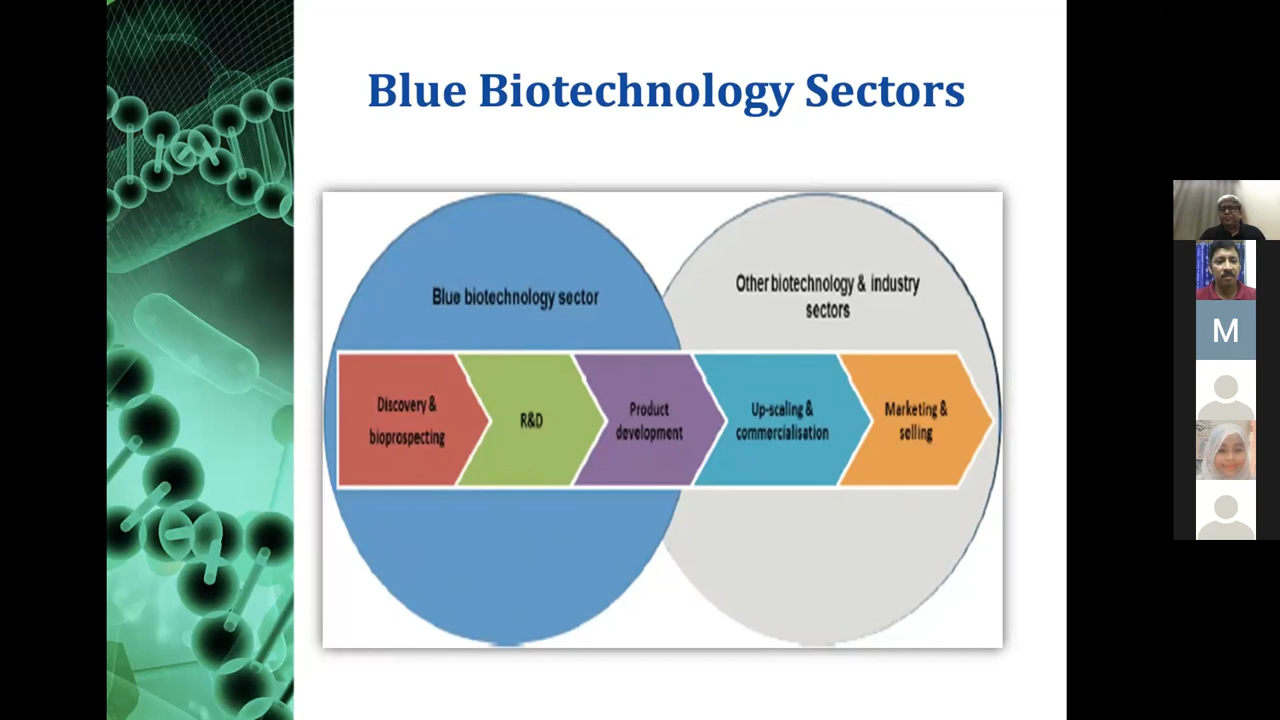 Blue Biotechnology Sectors
Blue biotechnology sector
Other biotechnology & industry
sectors
Discovery &
bioprospecting
R&D
Product
development
Up-scaling &
commercialisation
Marketing &
selling
M